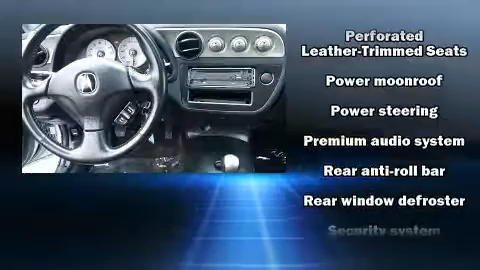 Perforated
Leather-Trimmed Seats
Power moonroof
Power steering
Premium audio system
Rear anti-roll bar
Rear window defroster
Security system